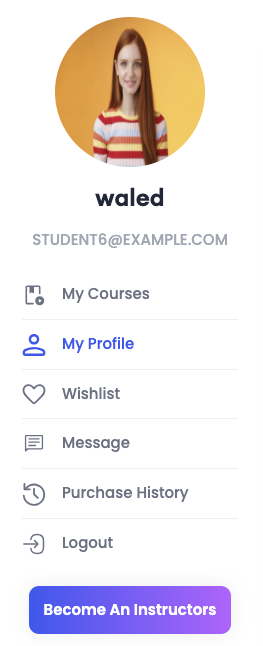 waled
STUDENT6@EXAMPLE.COM
My Courses
My Profile
Wishlist
Message
Purchase History
Logout
Become An Instructors